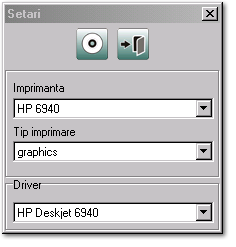 Setari
Imprimanta
HP 6940
Tip imprimare
graphics
Driver
HP Deskjet 6940